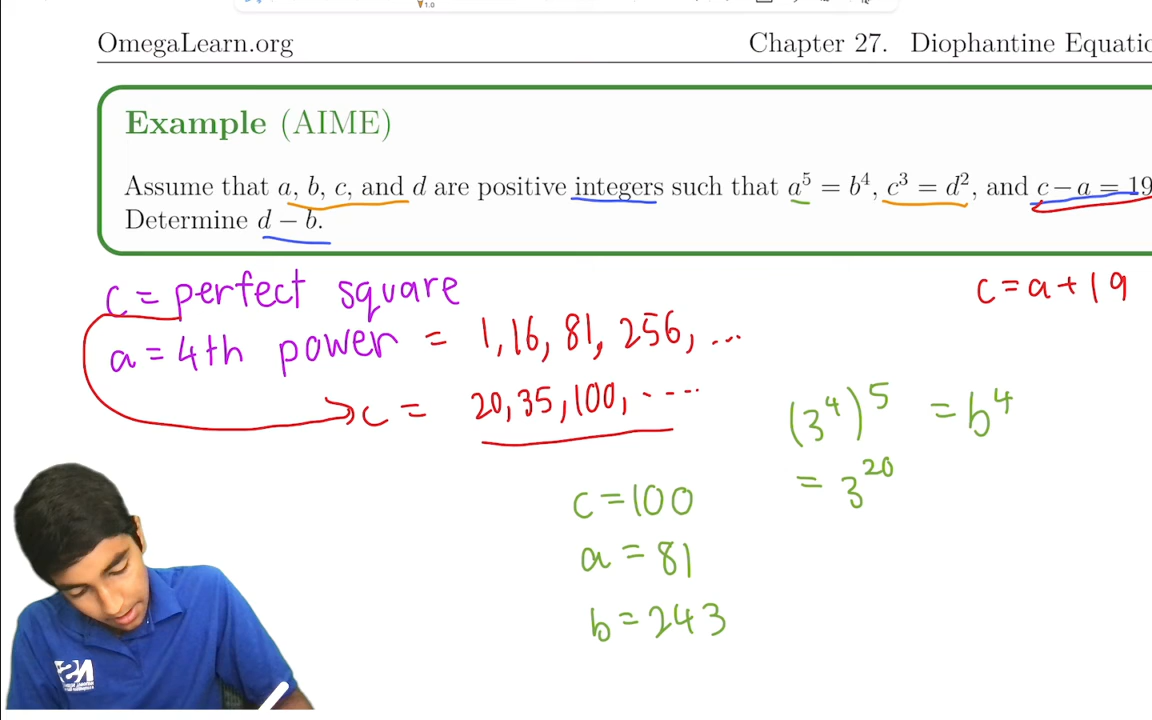 OmegaLearn.org
Chapter 27. Diophantine Equatio
Example (AIME)
Assume that a, b, c, and d are positive integers such that a⁵ = b⁴, c³ = d², and c − a = 19
Determine d − b.
c = perfect square
c = a + 19
a = 4th power = 1, 16, 81, 256, ...
c = 20, 35, 100, ....
(3⁴)⁵ = b⁴
= 3²⁰
c = 100
a = 81
b = 243